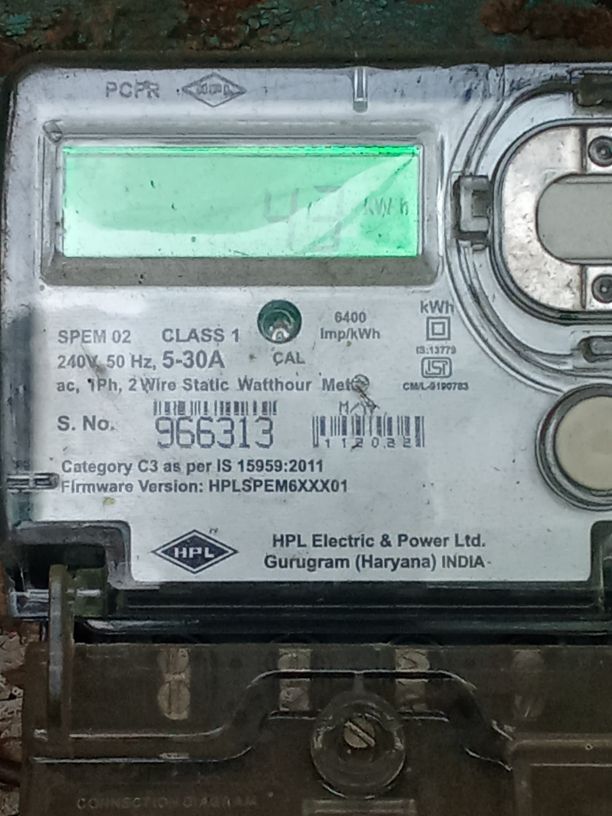 PCPR HPL
43 kWh
6400
Imp/kWh
kWh
SPEM 02 CLASS 1
240V, 50 Hz, 5-30A
CAL
IS:13779
ISI
CM/L-9190783
ac, 1Ph, 2 Wire Static Watthour Meter
M/Y
S. No. 966313
112022
Category C3 as per IS 15959:2011
Firmware Version: HPLSPEM6XXX01
HPL
HPL Electric & Power Ltd.
Gurugram (Haryana) INDIA
CONNECTION DIAGRAM